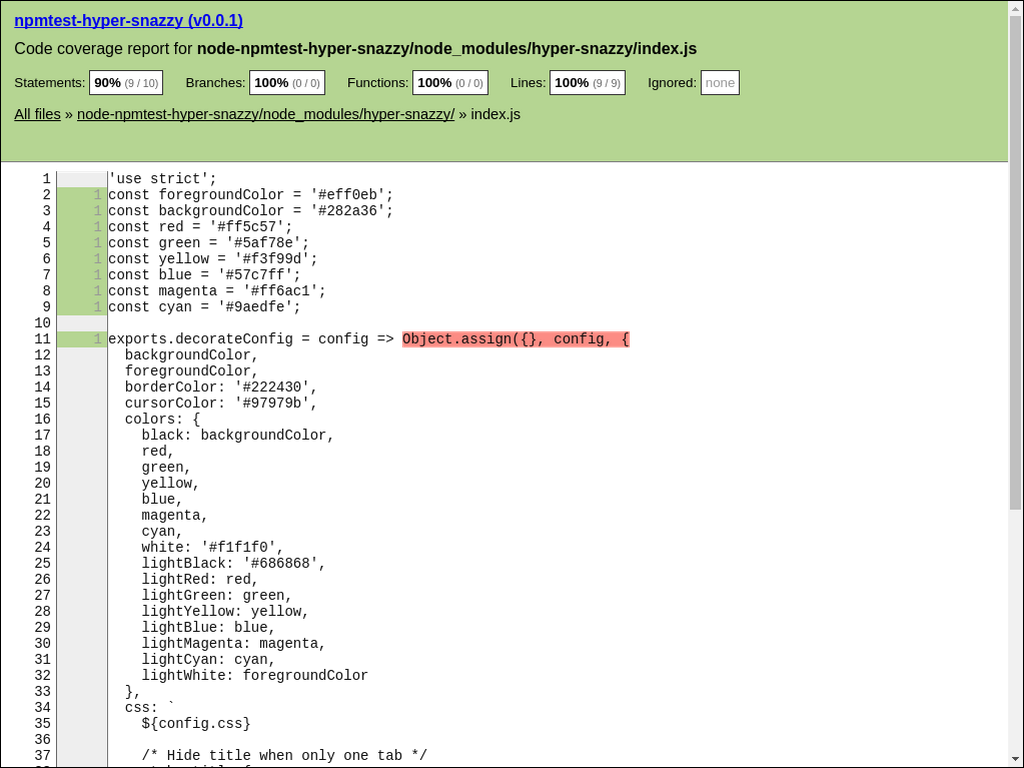 npmtest-hyper-snazzy (v0.0.1)
Code coverage report for node-npmtest-hyper-snazzy/node_modules/hyper-snazzy/index.js
Statements: 90% (9 / 10) Branches: 100% (0 / 0) Functions: 100% (0 / 0) Lines: 100% (9 / 9) Ignored: none
All files » node-npmtest-hyper-snazzy/node_modules/hyper-snazzy/ » index.js
1 'use strict';
2 1 const foregroundColor = '#eff0eb';
3 1 const backgroundColor = '#282a36';
4 1 const red = '#ff5c57';
5 1 const green = '#5af78e';
6 1 const yellow = '#f3f99d';
7 1 const blue = '#57c7ff';
8 1 const magenta = '#ff6ac1';
9 1 const cyan = '#9aedfe';
10
11 1 exports.decorateConfig = config => Object.assign({}, config, {
12 backgroundColor,
13 foregroundColor,
14 borderColor: '#222430',
15 cursorColor: '#97979b',
16 colors: {
17 black: backgroundColor,
18 red,
19 green,
20 yellow,
21 blue,
22 magenta,
23 cyan,
24 white: '#f1f1f0',
25 lightBlack: '#686868',
26 lightRed: red,
27 lightGreen: green,
28 lightYellow: yellow,
29 lightBlue: blue,
30 lightMagenta: magenta,
31 lightCyan: cyan,
32 lightWhite: foregroundColor
33 },
34 css: `
35 ${config.css}
36
37 /* Hide title when only one tab */